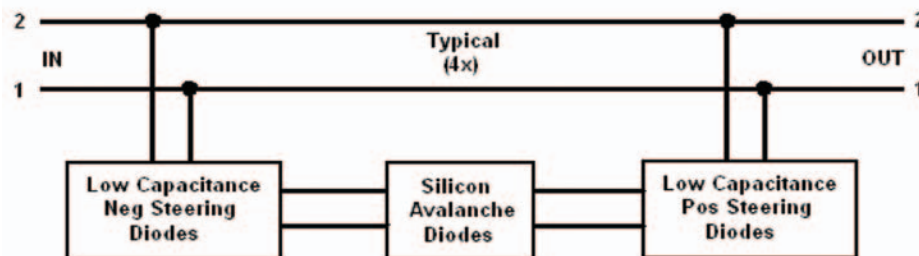 2 2
Typical
IN OUT
(4x)
1 1
Low Capacitance
Neg Steering
Diodes
Silicon
Avalanche
Diodes
Low Capacitance
Pos Steering
Diodes